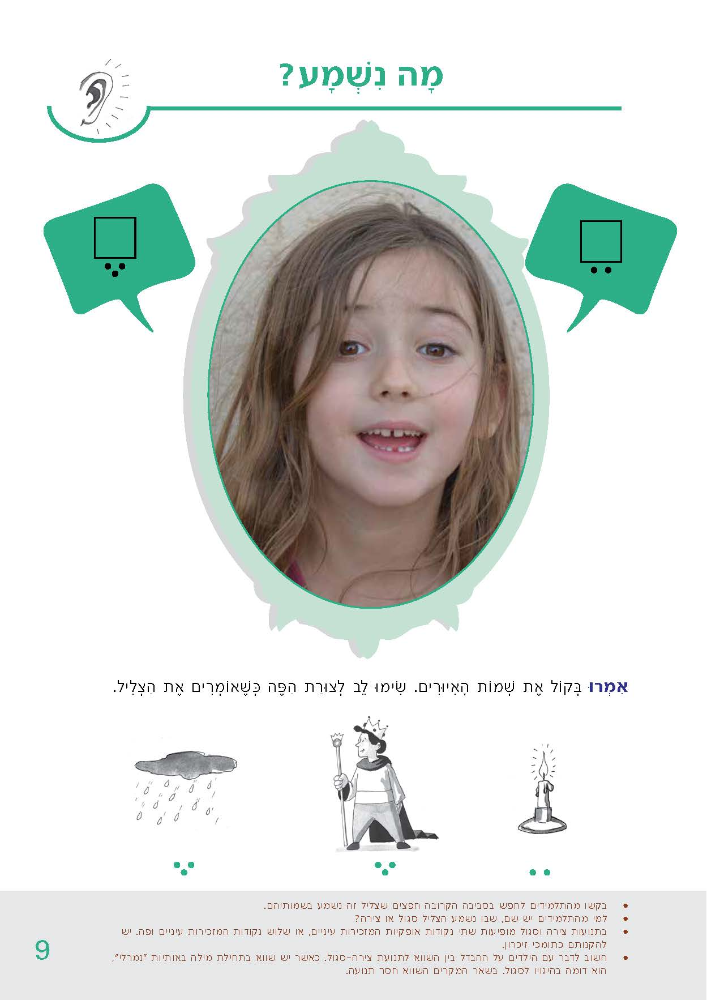 מָה נִשְׁמָע?
אִמְרוּ בְּקוֹל אֶת שְׁמוֹת הָאִיּוּרִים. שִׂימוּ לֵב לְצוּרַת הַפֶּה כְּשֶׁאוֹמְרִים אֶת הַצְּלִיל.
• בקשו מהתלמידים לחפש בסביבה הקרובה חפצים שצליל זה נשמע בשמותיהם.
• למי מהתלמידים יש שם, שבו נשמע הצליל סגול או צירה?
• בתנועות צירה וסגול מופיעות שתי נקודות אופקיות המזכירות עיניים, או שלוש נקודות המזכירות עיניים ופה. יש
להקנותם כתומכי זיכרון.
• חשוב לדבר עם הילדים על ההבדל בין השווא לתנועת צירה-סגול. כאשר יש שווא בתחילת מילה באותיות "נמרלי",
הוא דומה בהיגויו לסגול. בשאר המקרים השווא חסר תנועה.
9